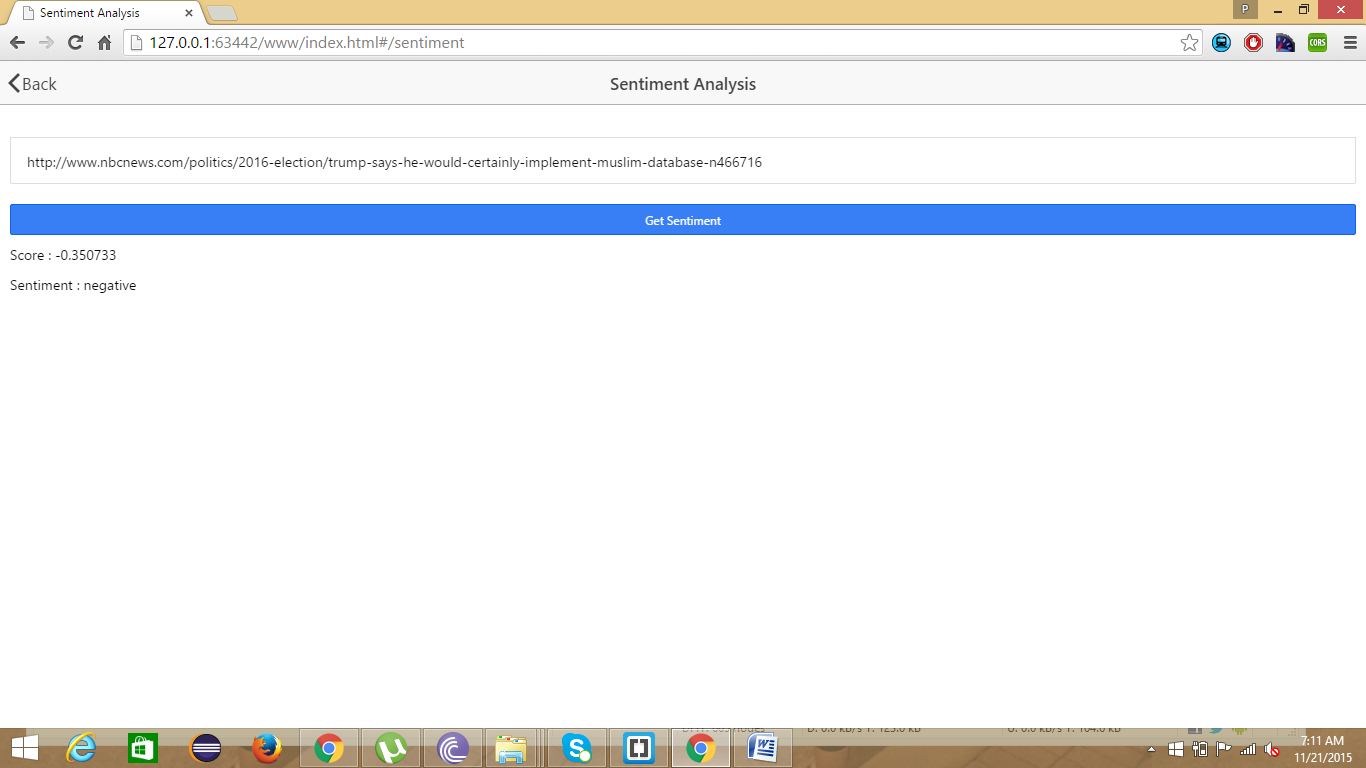 Sentiment Analysis
P
127.0.0.1:63442/www/index.html#/sentiment
CORS
Back
Sentiment Analysis
http://www.nbcnews.com/politics/2016-election/trump-says-he-would-certainly-implement-muslim-database-n466716
Get Sentiment
Score : -0.350733
Sentiment : negative
7:11 AM
11/21/2015